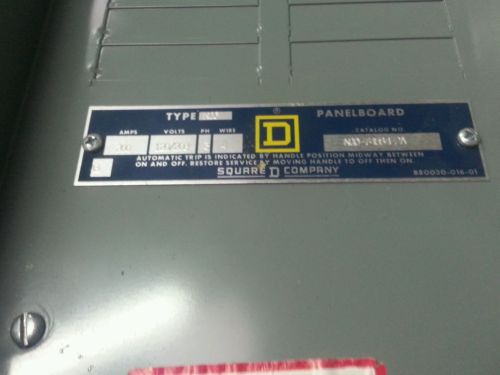 TYPE
PANELBOARD
AMPS VOLTS PH WIRE
CATALOG NO.
®
D
AUTOMATIC TRIP IS INDICATED BY HANDLE POSITION MIDWAY BETWEEN
ON AND OFF. RESTORE SERVICE BY MOVING HANDLE TO OFF THEN ON.
SQUARE D COMPANY
880030-016-01